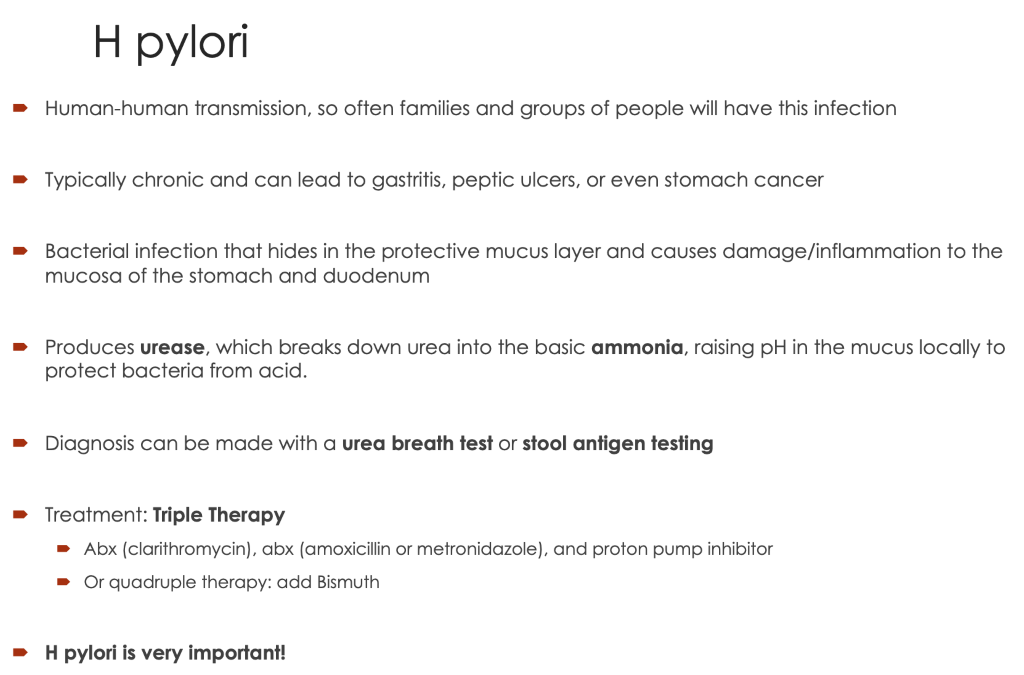 H pylori
Human-human transmission, so often families and groups of people will have this infection
Typically chronic and can lead to gastritis, peptic ulcers, or even stomach cancer
Bacterial infection that hides in the protective mucus layer and causes damage/inflammation to the
mucosa of the stomach and duodenum
Produces urease, which breaks down urea into the basic ammonia, raising pH in the mucus locally to
protect bacteria from acid.
Diagnosis can be made with a urea breath test or stool antigen testing
Treatment: Triple Therapy
Abx (clarithromycin), abx (amoxicillin or metronidazole), and proton pump inhibitor
Or quadruple therapy: add Bismuth
H pylori is very important!